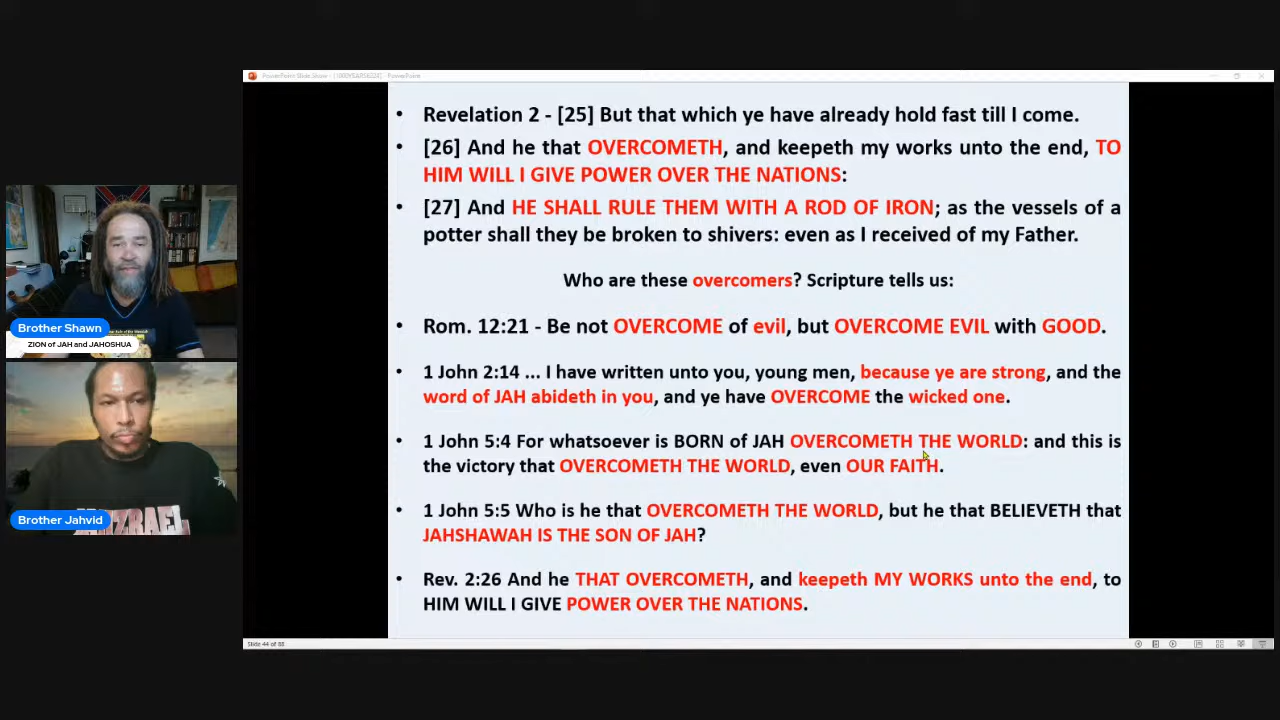 PowerPoint Slide Show - [1000YEARS6224] - PowerPoint
• Revelation 2 - [25] But that which ye have already hold fast till I come.
• [26] And he that OVERCOMETH, and keepeth my works unto the end, TO
HIM WILL I GIVE POWER OVER THE NATIONS:
• [27] And HE SHALL RULE THEM WITH A ROD OF IRON; as the vessels of a
potter shall they be broken to shivers: even as I received of my Father.
Who are these overcomers? Scripture tells us:
• Rom. 12:21 - Be not OVERCOME of evil, but OVERCOME EVIL with GOOD.
• 1 John 2:14 ... I have written unto you, young men, because ye are strong, and the
word of JAH abideth in you, and ye have OVERCOME the wicked one.
• 1 John 5:4 For whatsoever is BORN of JAH OVERCOMETH THE WORLD: and this is
the victory that OVERCOMETH THE WORLD, even OUR FAITH.
• 1 John 5:5 Who is he that OVERCOMETH THE WORLD, but he that BELIEVETH that
JAHSHAWAH IS THE SON OF JAH?
• Rev. 2:26 And he THAT OVERCOMETH, and keepeth MY WORKS unto the end, to
HIM WILL I GIVE POWER OVER THE NATIONS.
Slide 44 of 88
Brother Shawn
ZION of JAH and JAHOSHUA
Brother Jahvid